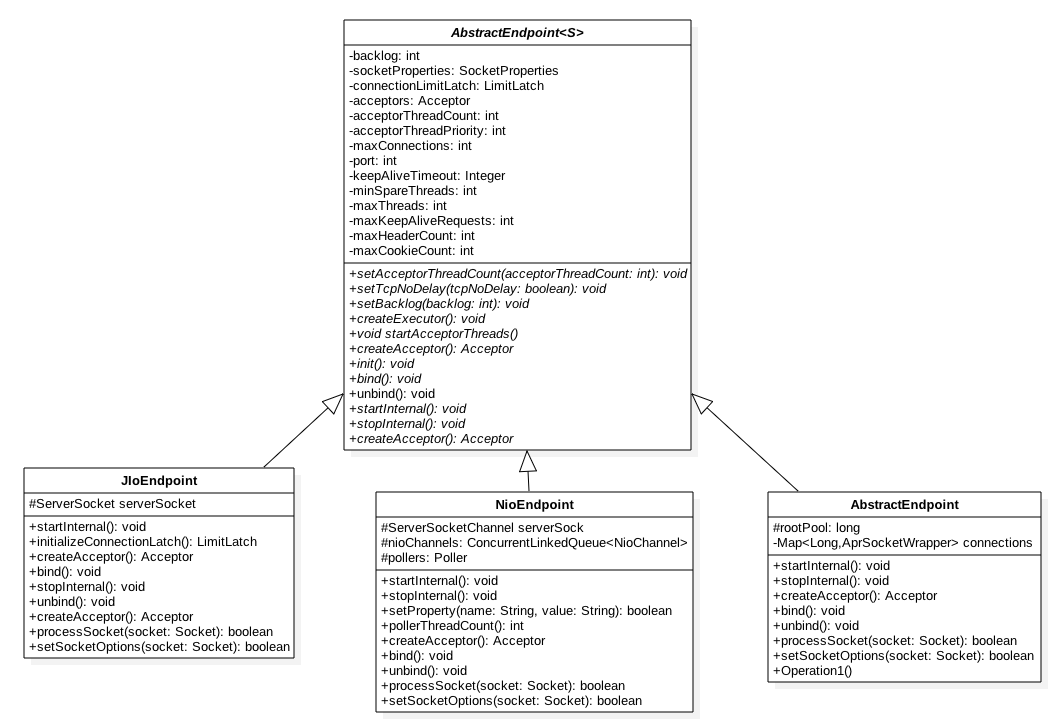 AbstractEndpoint<S>
-backlog: int
-socketProperties: SocketProperties
-connectionLimitLatch: LimitLatch
-acceptors: Acceptor
-acceptorThreadCount: int
-acceptorThreadPriority: int
-maxConnections: int
-port: int
-keepAliveTimeout: Integer
-minSpareThreads: int
-maxThreads: int
-maxKeepAliveRequests: int
-maxHeaderCount: int
-maxCookieCount: int
+setAcceptorThreadCount(acceptorThreadCount: int): void
+setTcpNoDelay(tcpNoDelay: boolean): void
+setBacklog(backlog: int): void
+createExecutor(): void
+void startAcceptorThreads()
+createAcceptor(): Acceptor
+init(): void
+bind(): void
+unbind(): void
+startInternal(): void
+stopInternal(): void
+createAcceptor(): Acceptor
JIoEndpoint
#ServerSocket serverSocket
+startInternal(): void
+initializeConnectionLatch(): LimitLatch
+createAcceptor(): Acceptor
+bind(): void
+stopInternal(): void
+unbind(): void
+createAcceptor(): Acceptor
+processSocket(socket: Socket): boolean
+setSocketOptions(socket: Socket): boolean
NioEndpoint
#ServerSocketChannel serverSock
#nioChannels: ConcurrentLinkedQueue<NioChannel>
#pollers: Poller
+startInternal(): void
+stopInternal(): void
+setProperty(name: String, value: String): boolean
+pollerThreadCount(): int
+createAcceptor(): Acceptor
+bind(): void
+unbind(): void
+processSocket(socket: Socket): boolean
+setSocketOptions(socket: Socket): boolean
AbstractEndpoint
#rootPool: long
-Map<Long,AprSocketWrapper> connections
+startInternal(): void
+stopInternal(): void
+createAcceptor(): Acceptor
+bind(): void
+unbind(): void
+processSocket(socket: Socket): boolean
+setSocketOptions(socket: Socket): boolean
+Operation1()